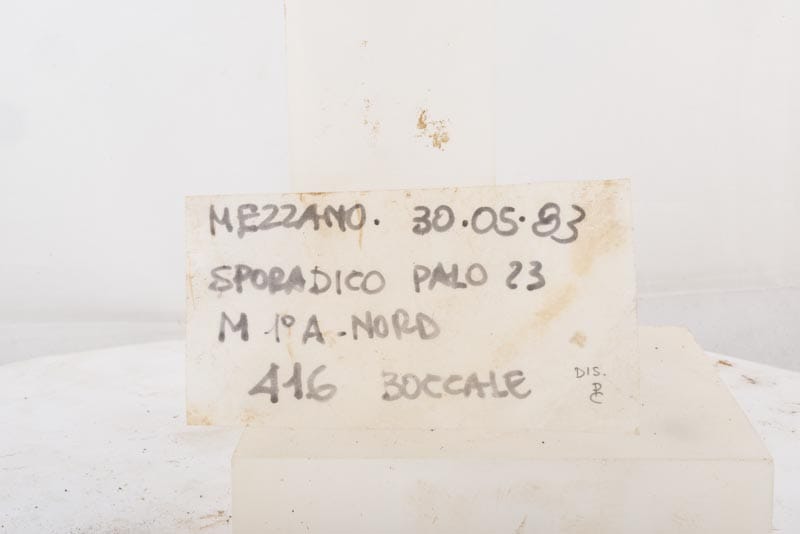 MEZZANO. 30.05.83
SPORADICO PALO 23
M 1° A-NORD
416 BOCCALE
DIS.